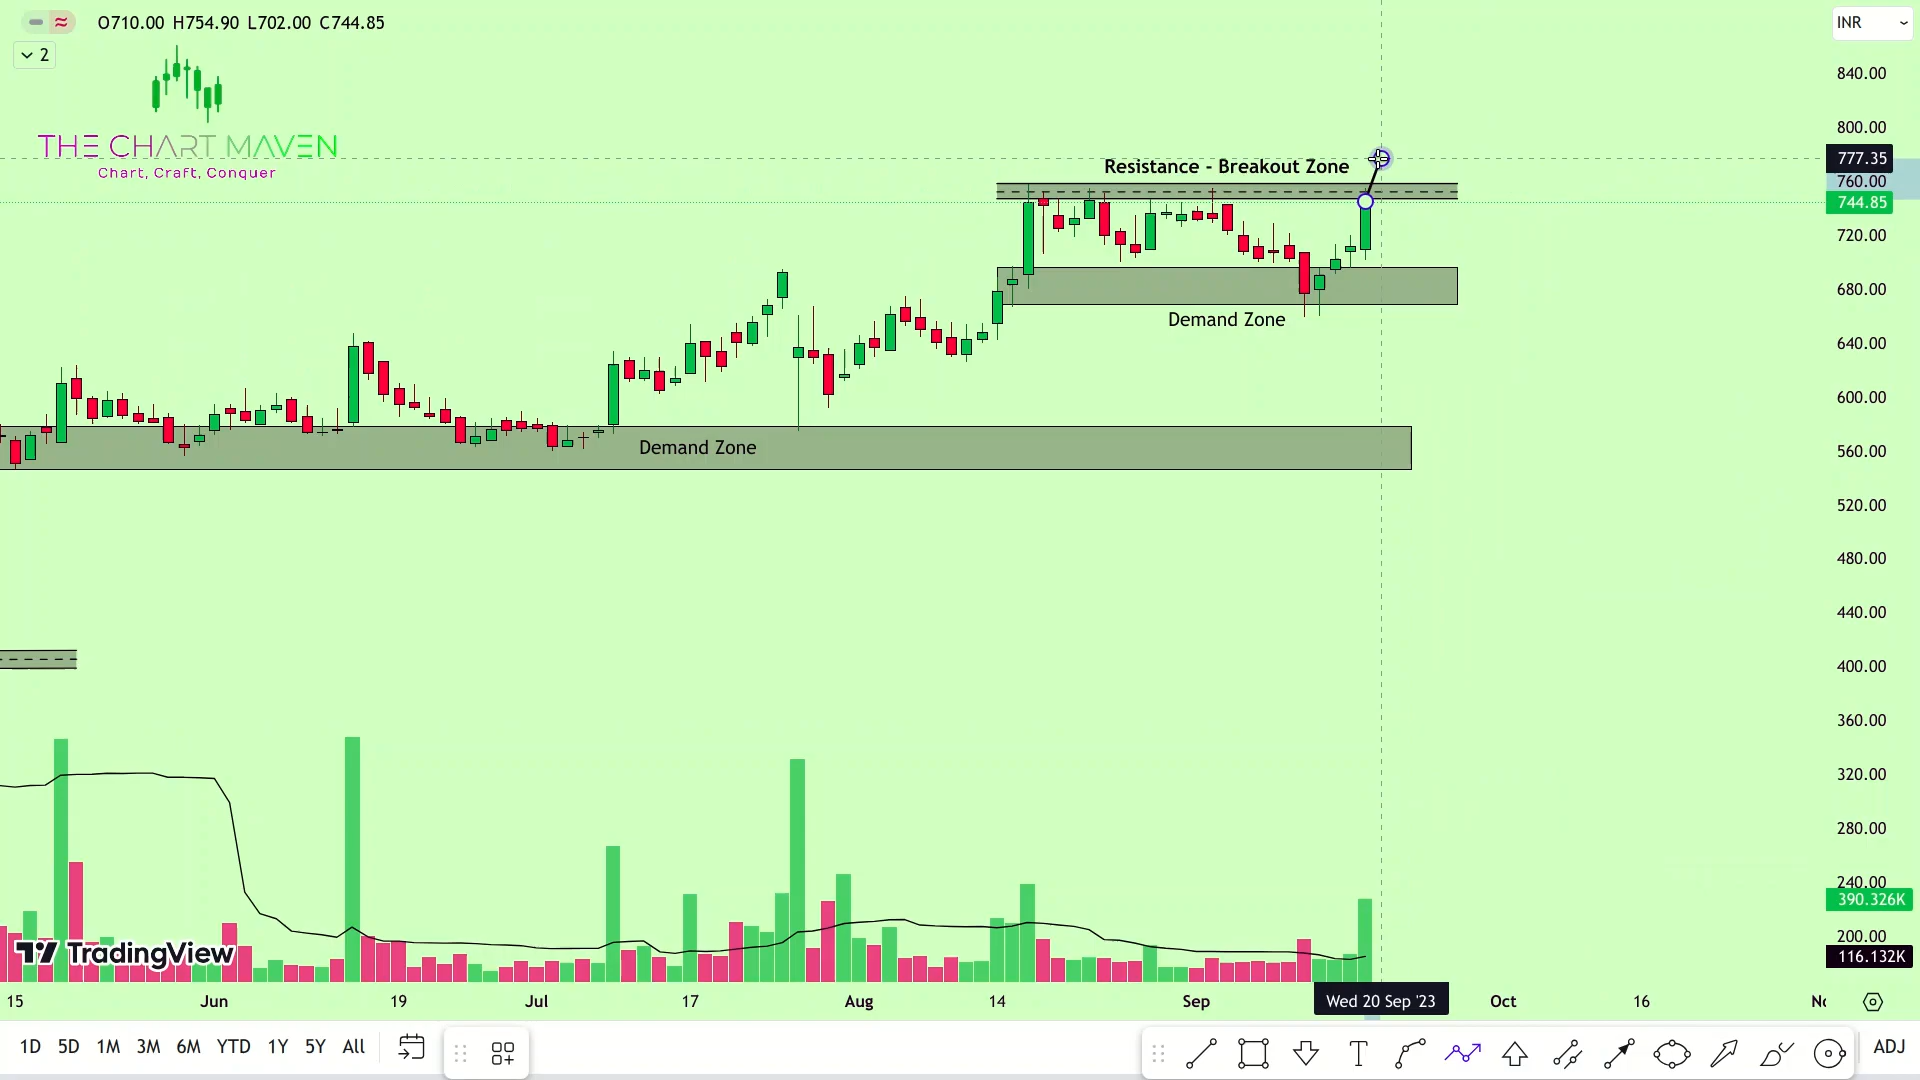 O710.00 H754.90 L702.00 C744.85
INR
2
THE CHART MAVEN
Chart, Craft, Conquer
Resistance - Breakout Zone
Demand Zone
Demand Zone
840.00
800.00
777.35
760.00
744.85
720.00
680.00
640.00
600.00
560.00
520.00
480.00
440.00
400.00
360.00
320.00
280.00
240.00
390.326K
200.00
116.132K
TradingView
15 Jun 19 Jul 17 Aug 14 Sep Wed 20 Sep '23 Oct 16
1D 5D 1M 3M 6M YTD 1Y 5Y All
T
ADJ